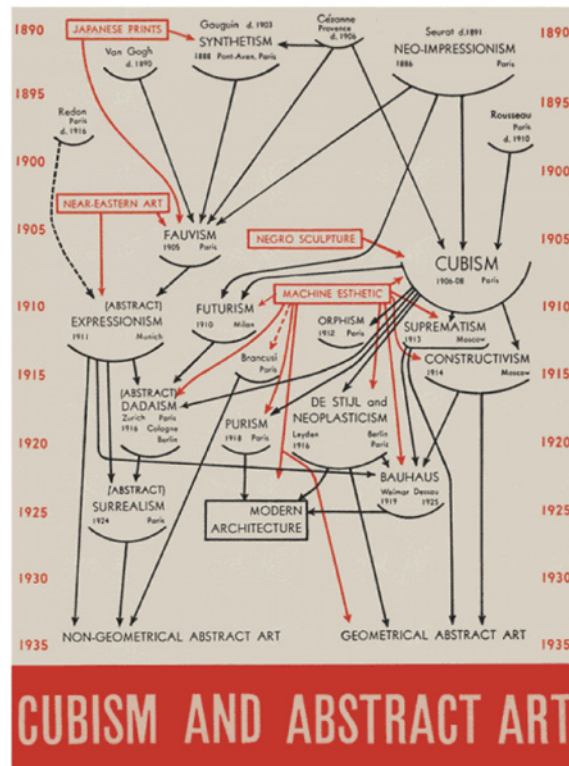 1890
JAPANESE PRINTS
Van Gogh
d. 1890
Gauguin d. 1903
SYNTHETISM
1888 Pont-Aven, Paris
Cézanne
Provence
d. 1906
Seurat d. 1891
NEO-IMPRESSIONISM
1886 Paris
1890
1895
1895
Redon
Paris
d. 1916
Rousseau
Paris
d. 1910
1900
1900
NEAR-EASTERN ART
1905
FAUVISM
1905 Paris
NEGRO SCULPTURE
1905
CUBISM
1906-08 Paris
MACHINE ESTHETIC
1910
(ABSTRACT)
EXPRESSIONISM
1911 Munich
FUTURISM
1910 Milan
ORPHISM
1912 Paris
SUPREMATISM
1913 Moscow
1910
Brancusi
Paris
CONSTRUCTIVISM
1914 Moscow
1915
1915
(ABSTRACT)
DADAISM
Zurich Paris
1916 Cologne
Berlin
PURISM
1918 Paris
DE STIJL and
NEOPLASTICISM
Leyden Berlin
1916 Paris
1920
1920
(ABSTRACT)
SURREALISM
1924 Paris
BAUHAUS
Weimar Dessau
1919 1925
MODERN
ARCHITECTURE
1925
1925
1930
1930
1935
NON-GEOMETRICAL ABSTRACT ART
GEOMETRICAL ABSTRACT ART
1935
CUBISM AND ABSTRACT ART